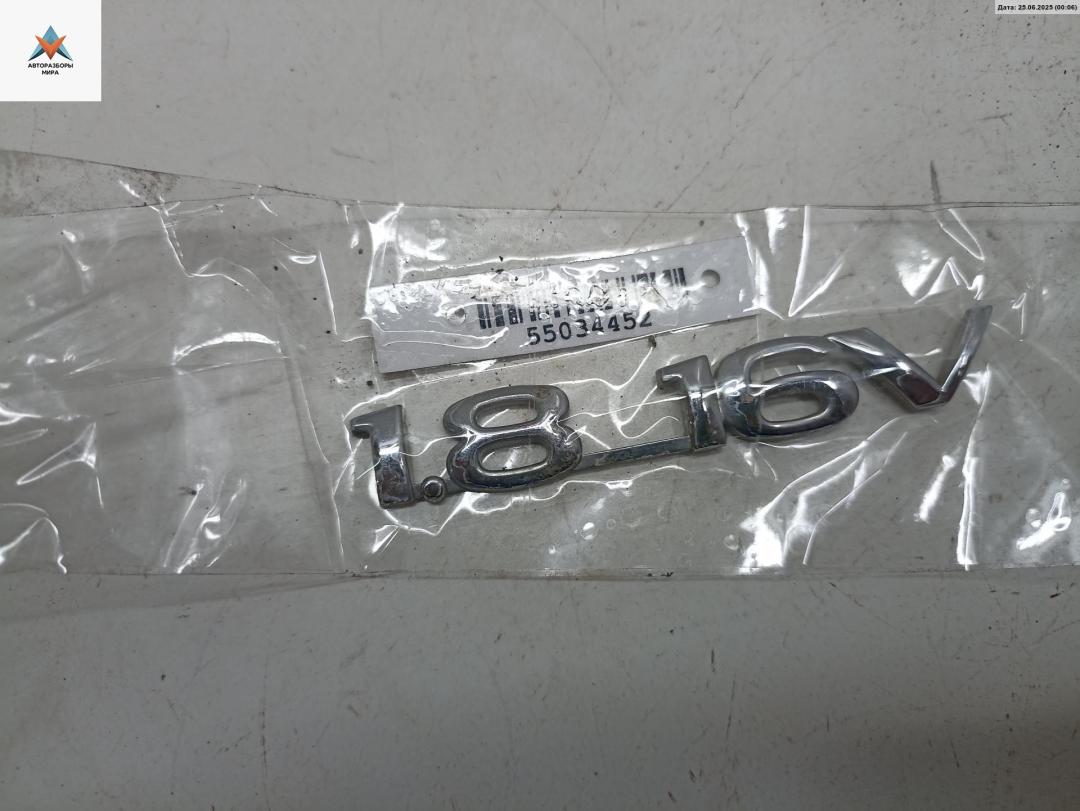 Дата: 25.06.2025 (00:06)
АВТОРАЗБОРЫ
МИРА
55034452
1.8 16V